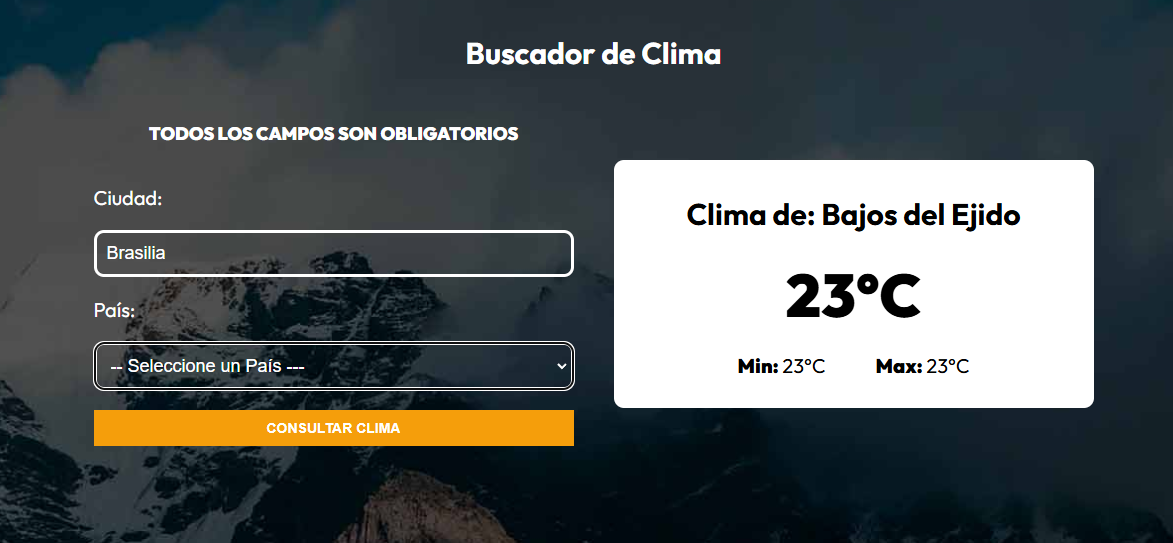 Buscador de Clima
TODOS LOS CAMPOS SON OBLIGATORIOS
Ciudad:
Brasilia
País:
-- Seleccione un País ---
CONSULTAR CLIMA
Clima de: Bajos del Ejido
23°C
Min: 23°C Max: 23°C